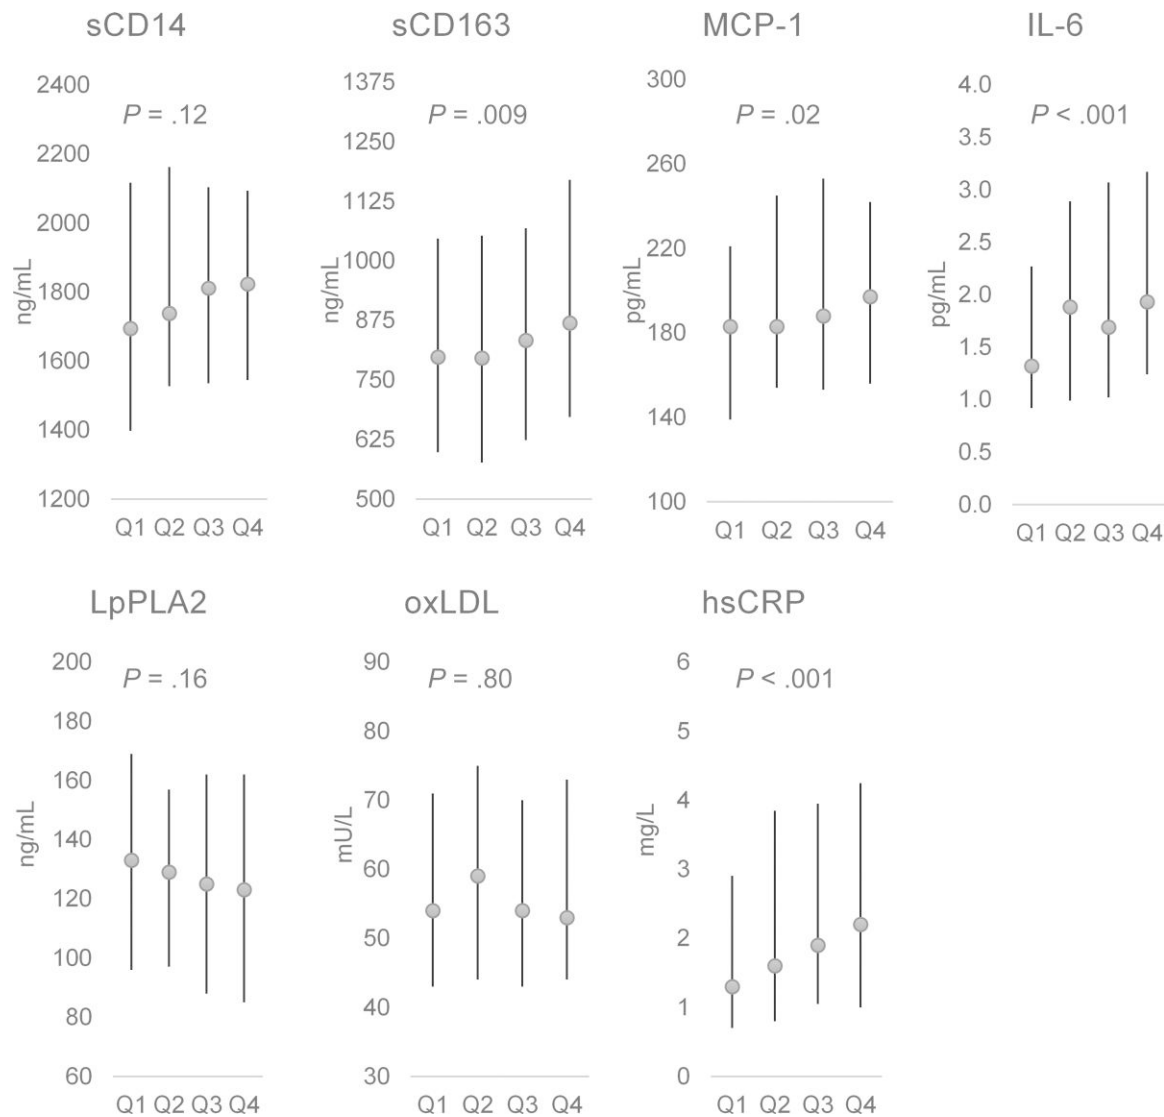 sCD14 sCD163 MCP-1 IL-6
2400
2200
2000
1800
1600
1400
1200
ng/mL
P = .12
Q1 Q2 Q3 Q4
1375
1250
1125
1000
875
750
625
500
ng/mL
P = .009
Q1 Q2 Q3 Q4
300
260
220
180
140
100
pg/mL
P = .02
Q1 Q2 Q3 Q4
4.0
3.5
3.0
2.5
2.0
1.5
1.0
0.5
0.0
pg/mL
P < .001
Q1 Q2 Q3 Q4
LpPLA2 oxLDL hsCRP
200
180
160
140
120
100
80
60
ng/mL
P = .16
Q1 Q2 Q3 Q4
90
80
70
60
50
40
30
mU/L
P = .80
Q1 Q2 Q3 Q4
6
5
4
3
2
1
0
mg/L
P < .001
Q1 Q2 Q3 Q4